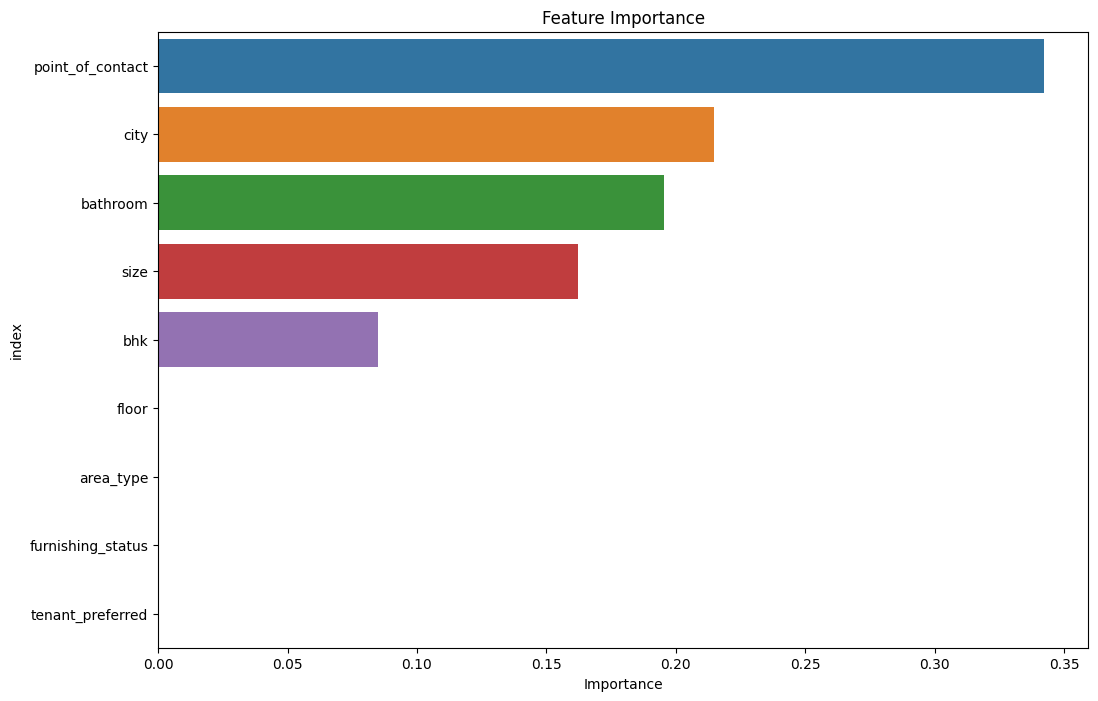 Feature Importance
point_of_contact
city
bathroom
size
bhk
floor
area_type
furnishing_status
tenant_preferred
index
0.00 0.05 0.10 0.15 0.20 0.25 0.30 0.35
Importance